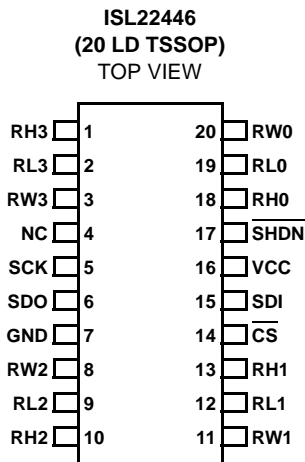 ISL22446
(20 LD TSSOP)
TOP VIEW
RH3 1 20 RW0
RL3 2 19 RL0
RW3 3 18 RH0
NC 4 17 SHDN
SCK 5 16 VCC
SDO 6 15 SDI
GND 7 14 CS
RW2 8 13 RH1
RL2 9 12 RL1
RH2 10 11 RW1